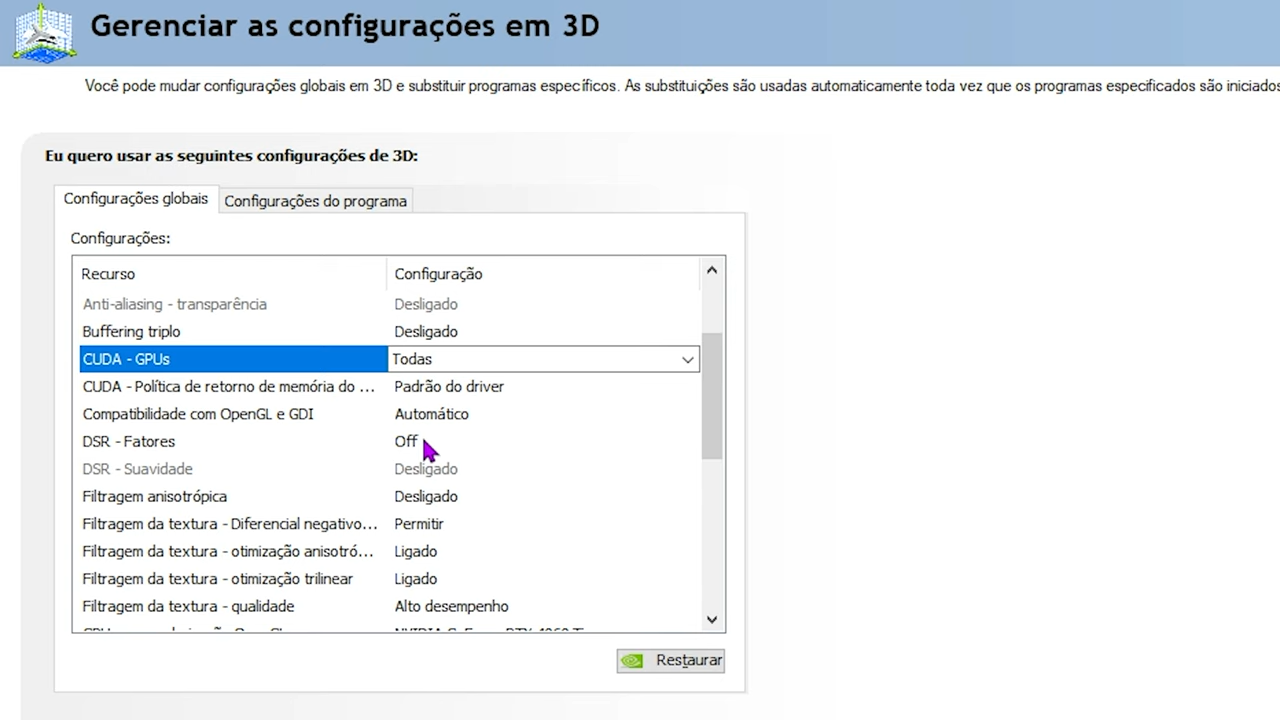 Gerenciar as configurações em 3D
Você pode mudar configurações globais em 3D e substituir programas específicos. As substituições são usadas automaticamente toda vez que os programas especificados são iniciados
Eu quero usar as seguintes configurações de 3D:
Configurações globais
Configurações do programa
Configurações:
Recurso Configuração
Anti-aliasing - transparência Desligado
Buffering triplo Desligado
CUDA - GPUs Todas
CUDA - Política de retorno de memória do ... Padrão do driver
Compatibilidade com OpenGL e GDI Automático
DSR - Fatores Off
DSR - Suavidade Desligado
Filtragem anisotrópica Desligado
Filtragem da textura - Diferencial negativo... Permitir
Filtragem da textura - otimização anisotró... Ligado
Filtragem da textura - otimização trilinear Ligado
Filtragem da textura - qualidade Alto desempenho
Restaurar